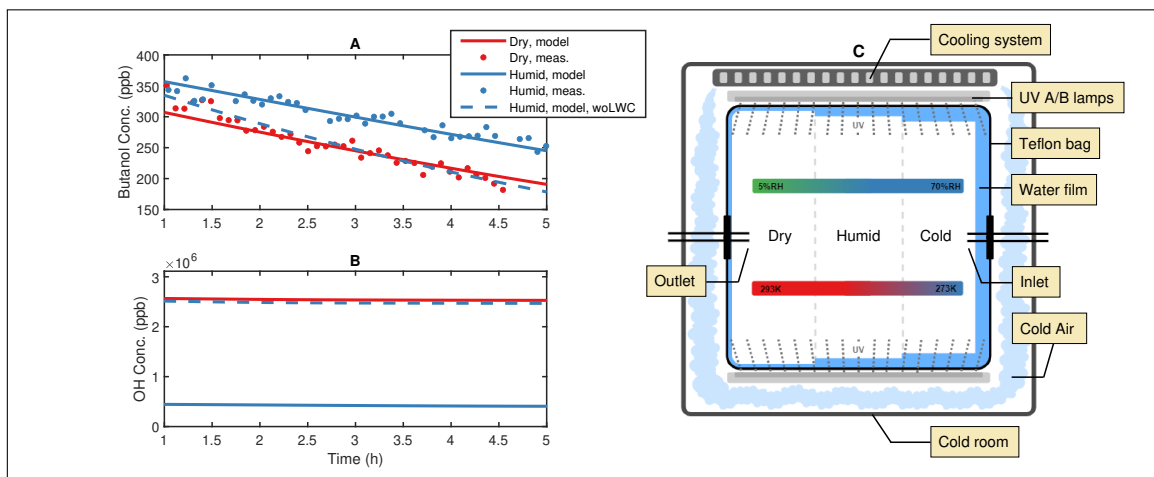 A
Butanol Conc. (ppb)
400
350
300
250
200
150
1
1.5
2
2.5
3
3.5
4
4.5
5
Dry, model
Dry, meas.
Humid, model
Humid, meas.
Humid, model, woLWC
B
×10⁶
OH Conc. (ppb)
3
2
1
0
1
1.5
2
2.5
3
3.5
4
4.5
5
Time (h)
C
Cooling system
UV A/B lamps
UV
Teflon bag
5%RH
70%RH
Water film
Dry
Humid
Cold
Outlet
Inlet
293K
273K
Cold Air
UV
Cold room